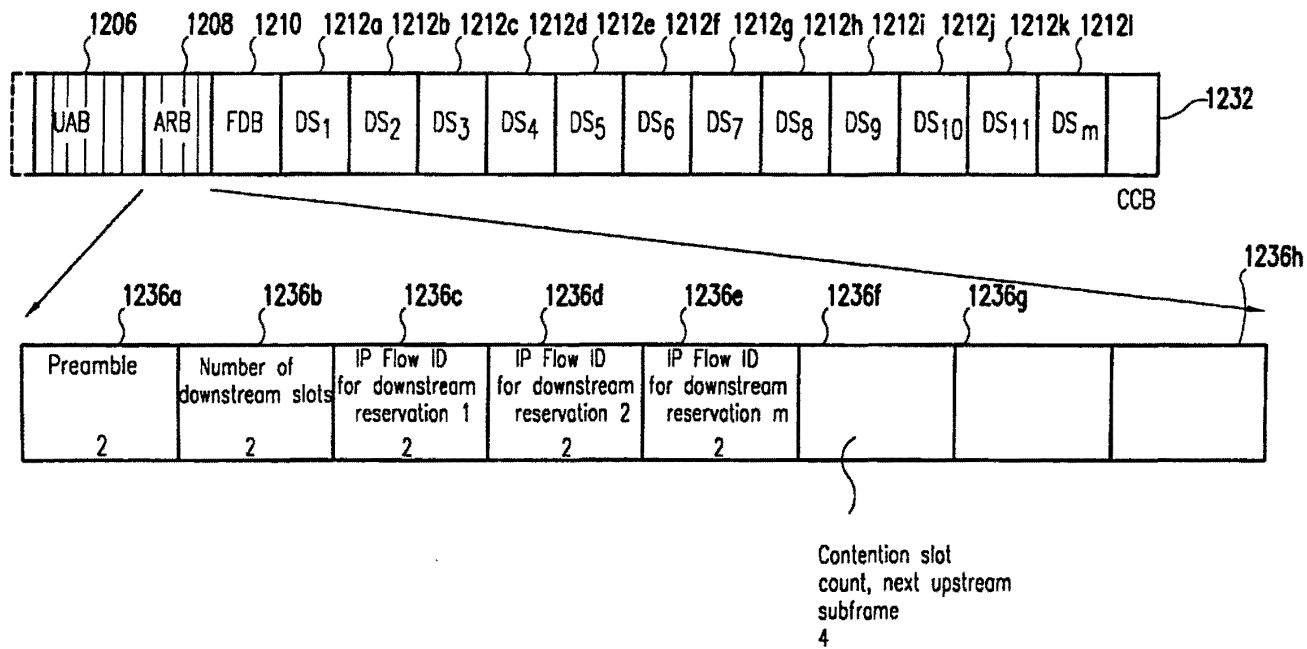 1206 1208 1210 1212a 1212b 1212c 1212d 1212e 1212f 1212g 1212h 1212i 1212j 1212k 1212l
UAB ARB FDB DS1 DS2 DS3 DS4 DS5 DS6 DS7 DS8 DS9 DS10 DS11 DSm
1232
CCB
1236a 1236b 1236c 1236d 1236e 1236f 1236g 1236h
Preamble
2
Number of
downstream slots
2
IP Flow ID
for downstream
reservation 1
2
IP Flow ID
for downstream
reservation 2
2
IP Flow ID
for downstream
reservation m
2
Contention slot
count, next upstream
subframe
4